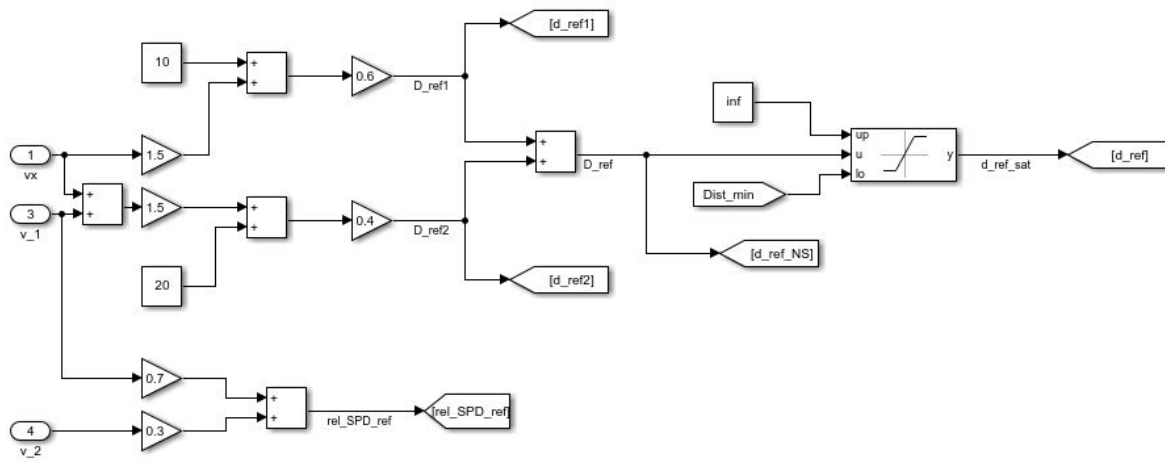 [d_ref1]
10
+
+
0.6
D_ref1
inf
1
vx
1.5
+
+
D_ref
up
u
lo
y
d_ref_sat
[d_ref]
+
+
3
v_1
1.5
+
+
0.4
D_ref2
Dist_min
20
[d_ref_NS]
[d_ref2]
0.7
+
+
rel_SPD_ref
[rel_SPD_ref]
4
v_2
0.3